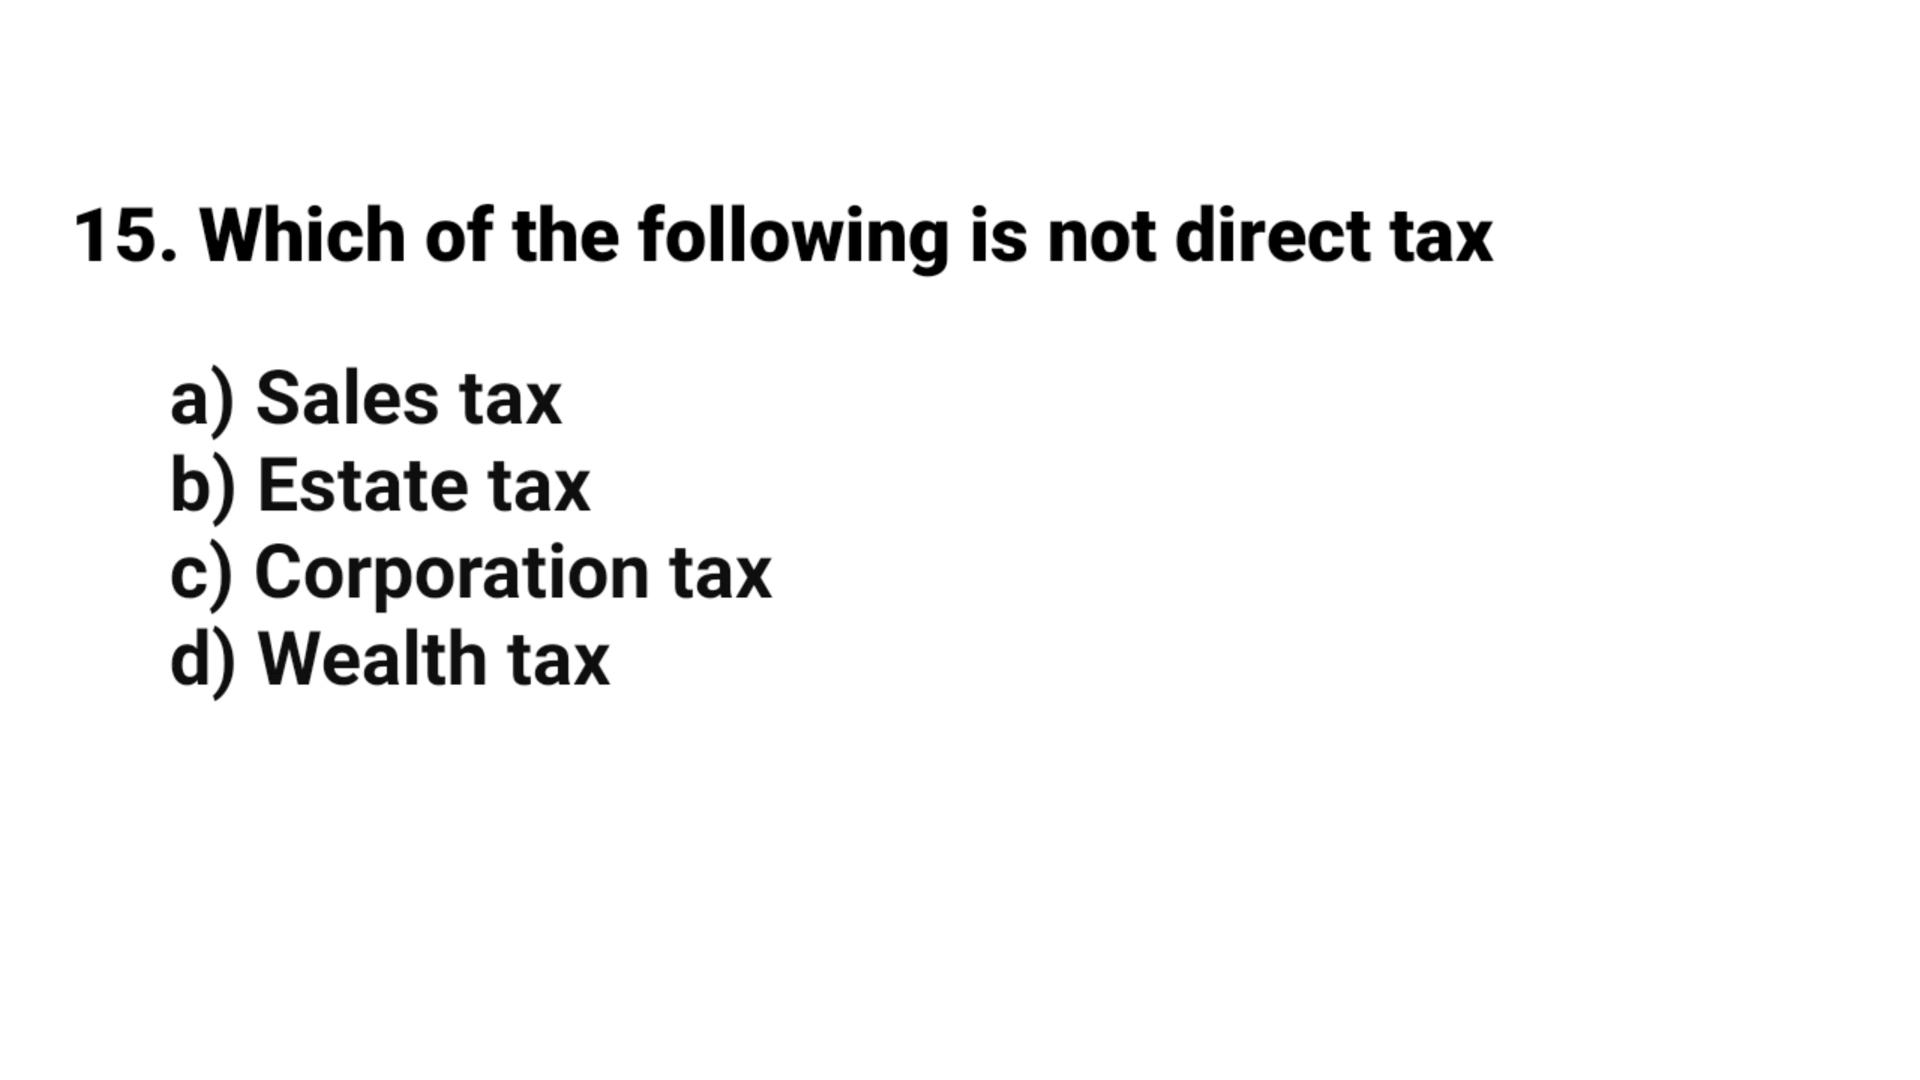 15. Which of the following is not direct tax
a) Sales tax
b) Estate tax
c) Corporation tax
d) Wealth tax